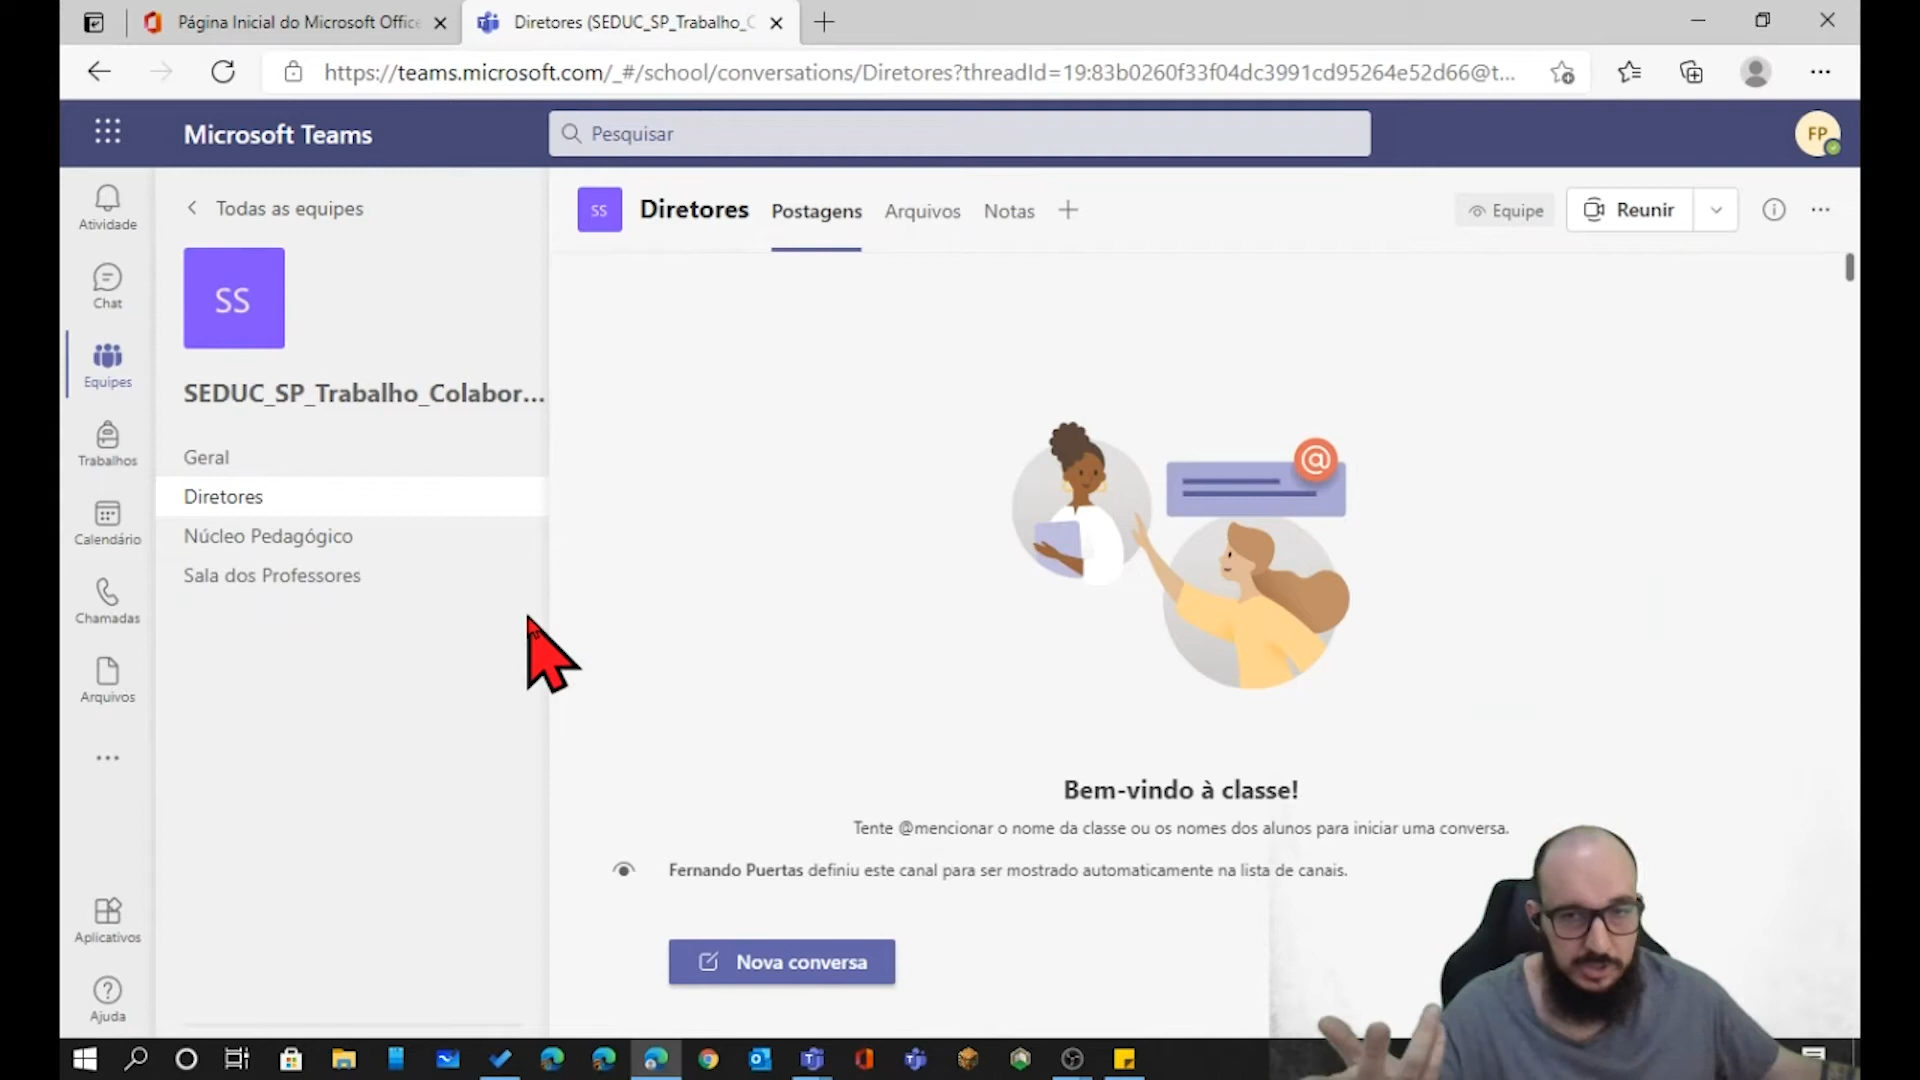 Página Inicial do Microsoft Office
Diretores (SEDUC_SP_Trabalho_C
https://teams.microsoft.com/_#/school/conversations/Diretores?threadId=19:83b0260f33f04dc3991cd95264e52d66@t...
Microsoft Teams
Pesquisar
FP
Atividade
Chat
Equipes
Trabalhos
Calendário
Chamadas
Arquivos
Aplicativos
Ajuda
Todas as equipes
SS
SEDUC_SP_Trabalho_Colabor...
Geral
Diretores
Núcleo Pedagógico
Sala dos Professores
SS
Diretores
Postagens
Arquivos
Notas
Equipe
Reunir
@
Bem-vindo à classe!
Tente @mencionar o nome da classe ou os nomes dos alunos para iniciar uma conversa.
Fernando Puertas definiu este canal para ser mostrado automaticamente na lista de canais.
Nova conversa